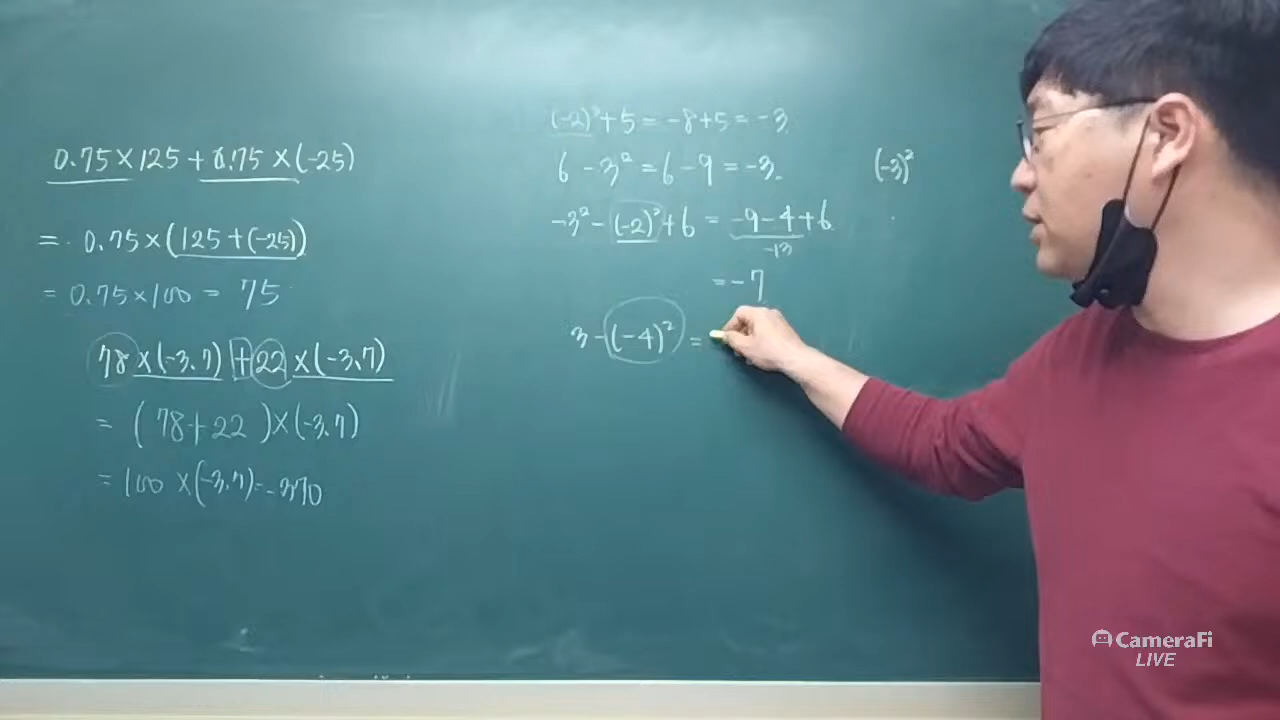 0.75×125+0.75×(-25)
= 0.75×(125+(-25))
= 0.75×100 = 75
78×(-3.7)+22×(-3.7)
= (78+22)×(-3.7)
= 100×(-3.7)=-370
(-2)³+5=-8+5=-3.
6-3²=6-9=-3.
-3²-(-2)²+6 = -9-4+6
-13
=-7
3-(-4)² =
(-3)²
CameraFi
LIVE